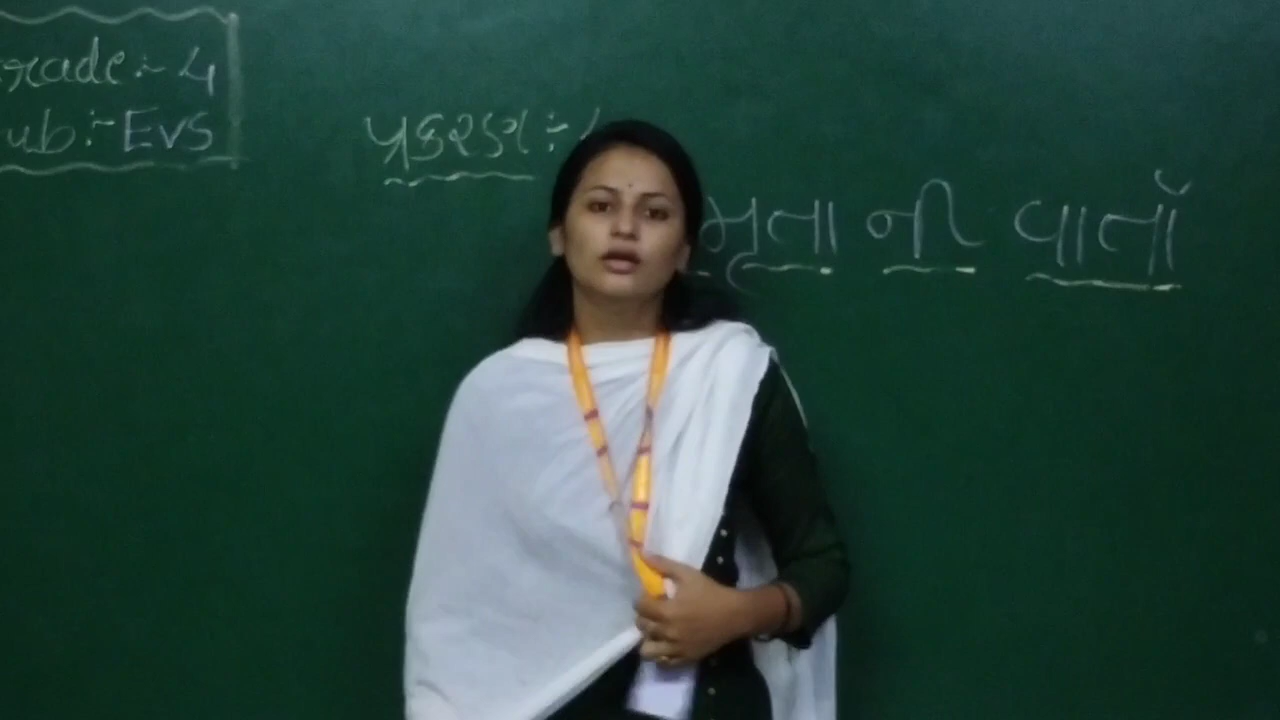 rade :- 4
ub :- EVS
પ્રકરણ :-
મૃતા ની વાર્તા